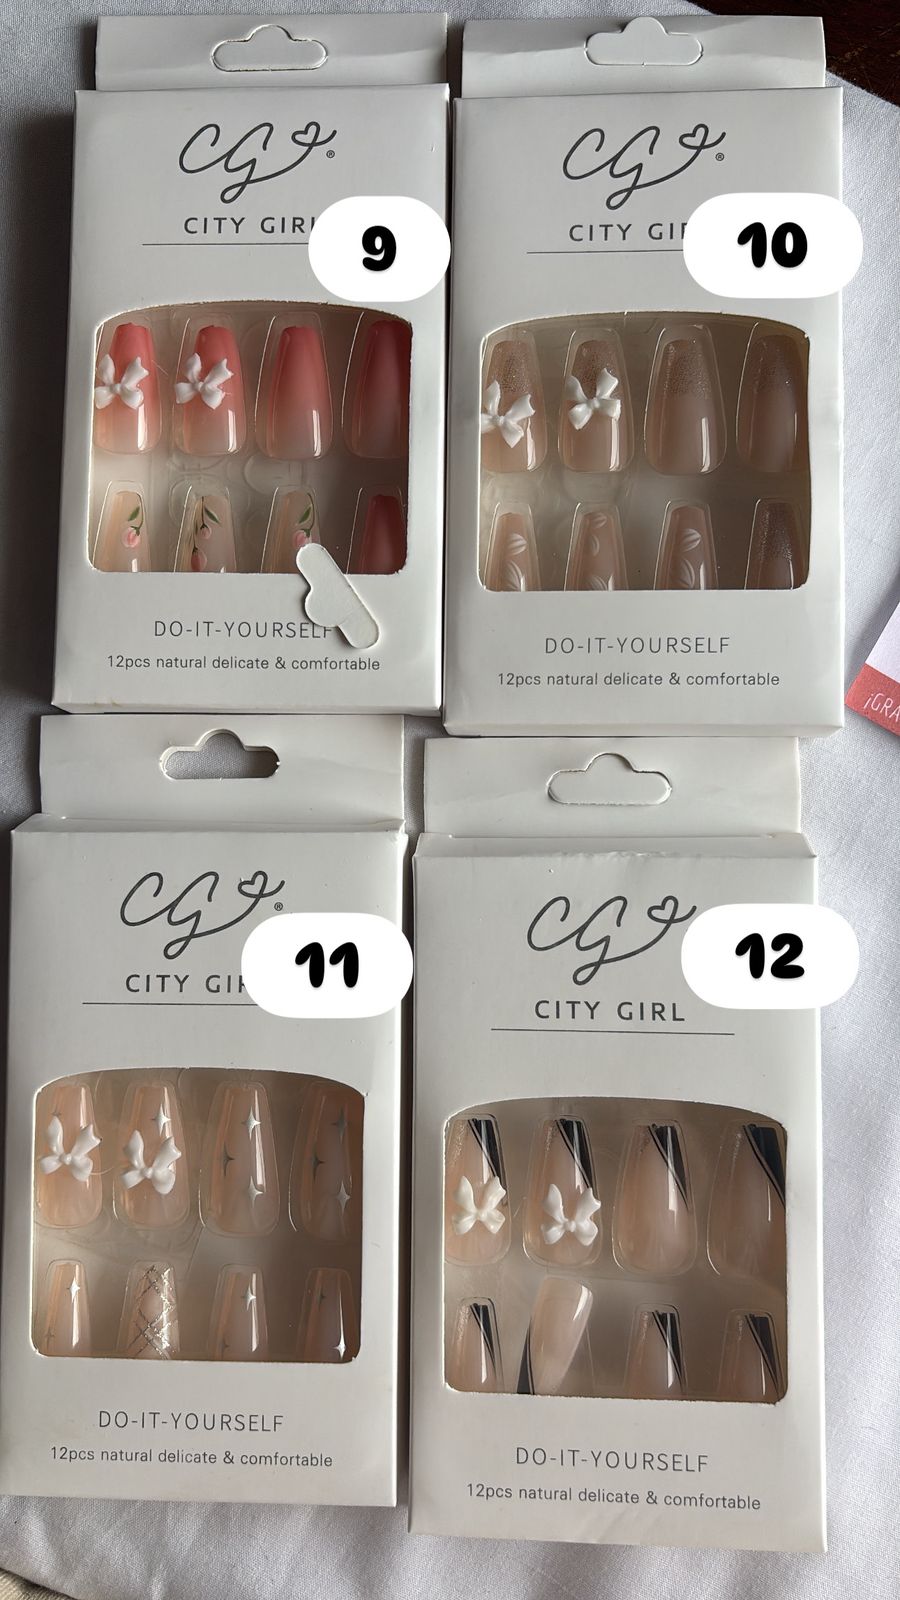 CG®
CITY GIRL
9
DO-IT-YOURSELF
12pcs natural delicate & comfortable
CG®
CITY GI
10
DO-IT-YOURSELF
12pcs natural delicate & comfortable
¡GRA
CG®
CITY GI
11
DO-IT-YOURSELF
12pcs natural delicate & comfortable
CG
CITY GIRL
12
DO-IT-YOURSELF
12pcs natural delicate & comfortable